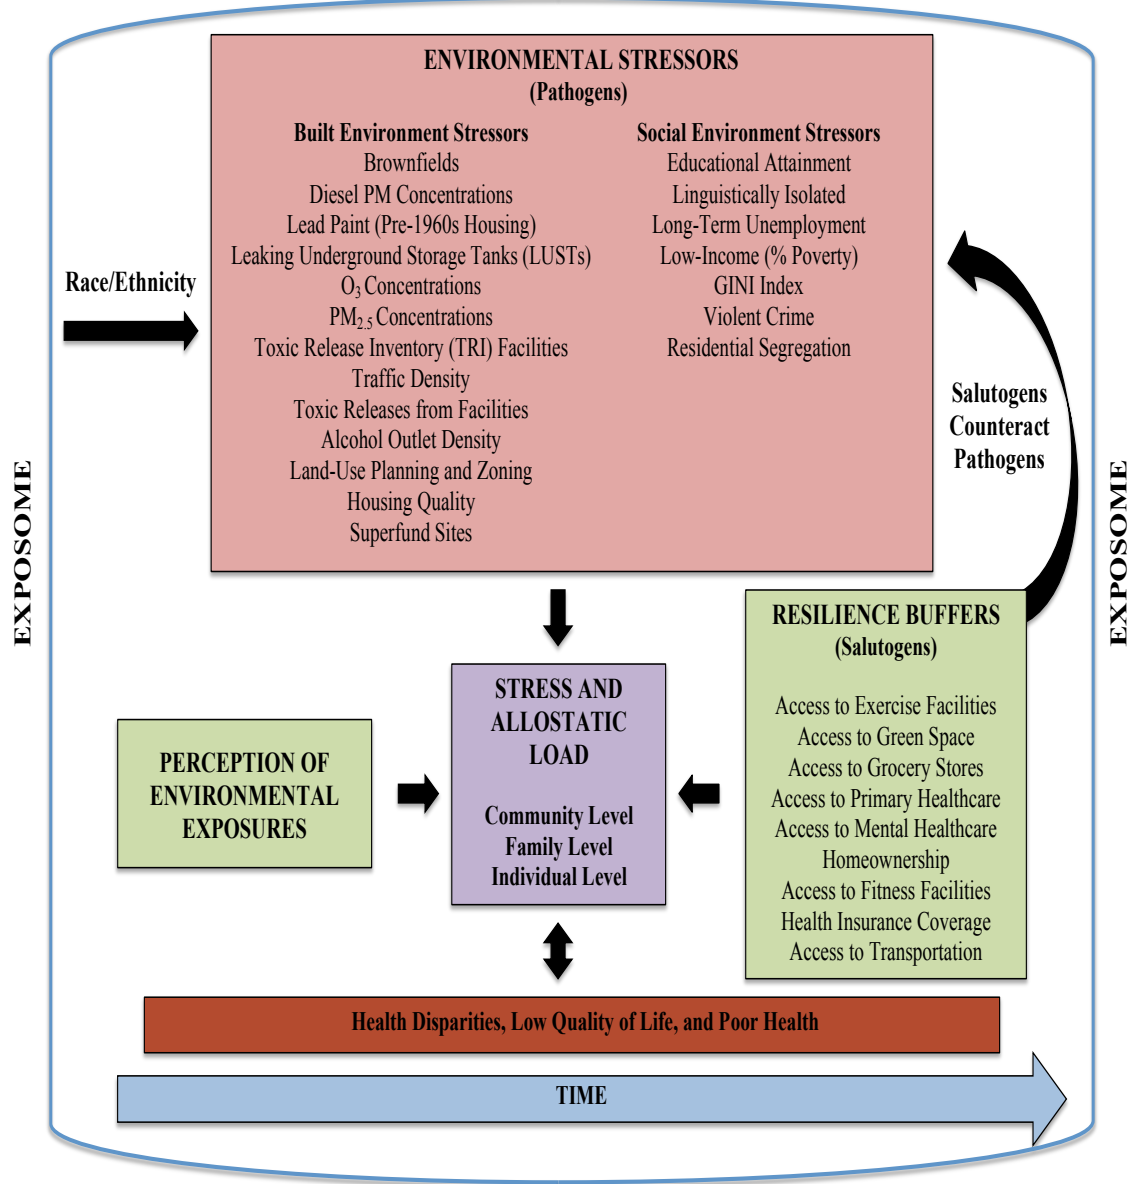 ENVIRONMENTAL STRESSORS
(Pathogens)
Built Environment Stressors
Brownfields
Diesel PM Concentrations
Lead Paint (Pre-1960s Housing)
Leaking Underground Storage Tanks (LUSTs)
O3 Concentrations
PM2.5 Concentrations
Toxic Release Inventory (TRI) Facilities
Traffic Density
Toxic Releases from Facilities
Alcohol Outlet Density
Land-Use Planning and Zoning
Housing Quality
Superfund Sites
Social Environment Stressors
Educational Attainment
Linguistically Isolated
Long-Term Unemployment
Low-Income (% Poverty)
GINI Index
Violent Crime
Residential Segregation
Race/Ethnicity
Salutogens
Counteract
Pathogens
EXPOSOME
EXPOSOME
RESILIENCE BUFFERS
(Salutogens)
Access to Exercise Facilities
Access to Green Space
Access to Grocery Stores
Access to Primary Healthcare
Access to Mental Healthcare
Homeownership
Access to Fitness Facilities
Health Insurance Coverage
Access to Transportation
STRESS AND
ALLOSTATIC
LOAD
Community Level
Family Level
Individual Level
PERCEPTION OF
ENVIRONMENTAL
EXPOSURES
Health Disparities, Low Quality of Life, and Poor Health
TIME